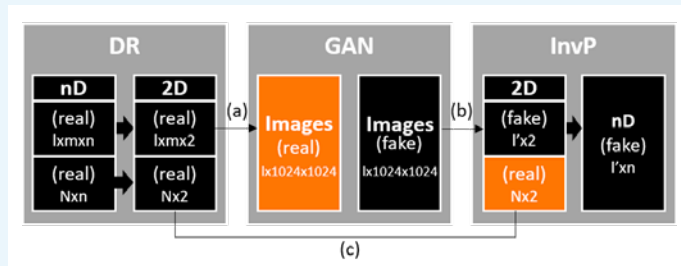 DR
nD
(real)
lxmxn
(real)
Nxn
2D
(real)
lxmx2
(real)
Nx2
(a)
GAN
Images
(real)
lx1024x1024
Images
(fake)
lx1024x1024
(b)
InvP
2D
(fake)
l'x2
(real)
Nx2
nD
(fake)
l'xn
(c)